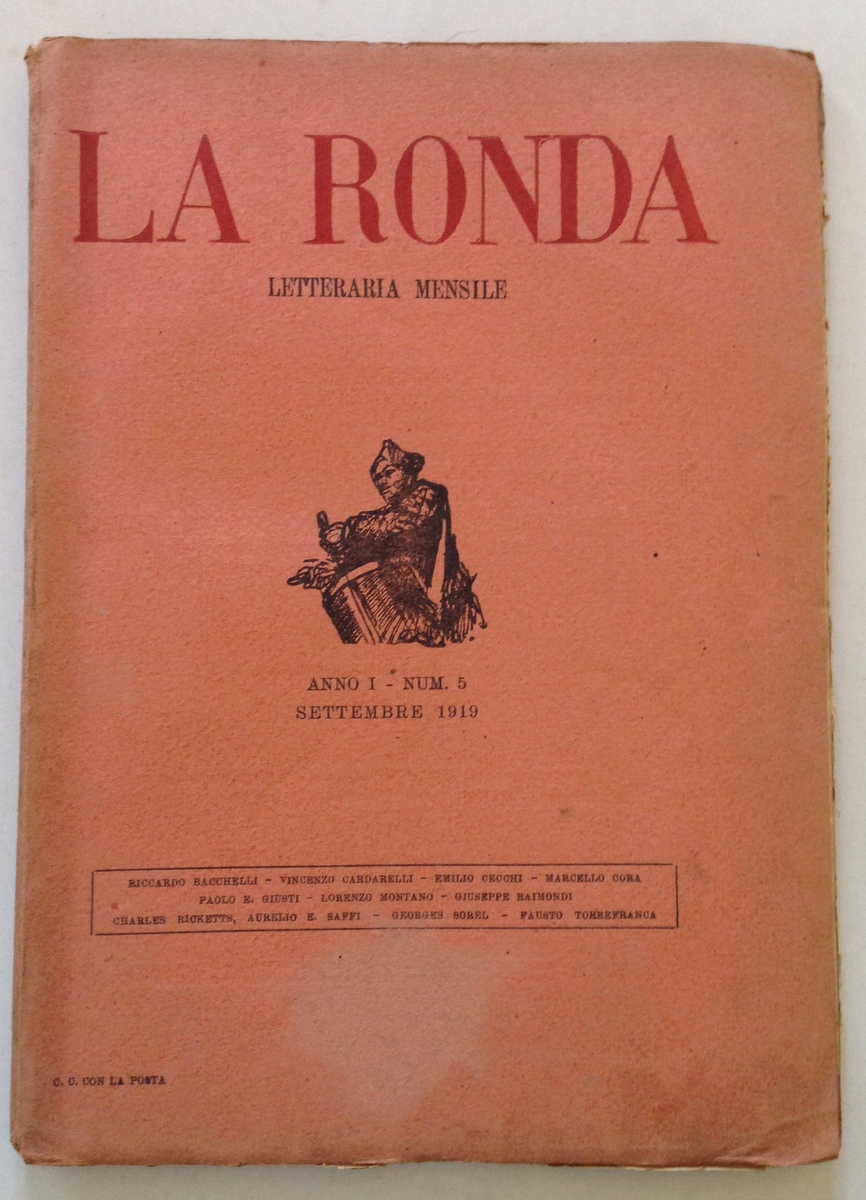 LA RONDA
LETTERARIA MENSILE
ANNO I - NUM. 5
SETTEMBRE 1919
RICCARDO BACCHELLI - VINCENZO CARDARELLI - EMILIO CECCHI - MARCELLO CORA
PAOLO E. GIUSTI - LORENZO MONTANO - GIUSEPPE RAIMONDI
CHARLES RICKETTS, AURELIO E. SAFFI - GEORGES SOREL - FAUSTO TORREFRANCA
C. C. CON LA POSTA